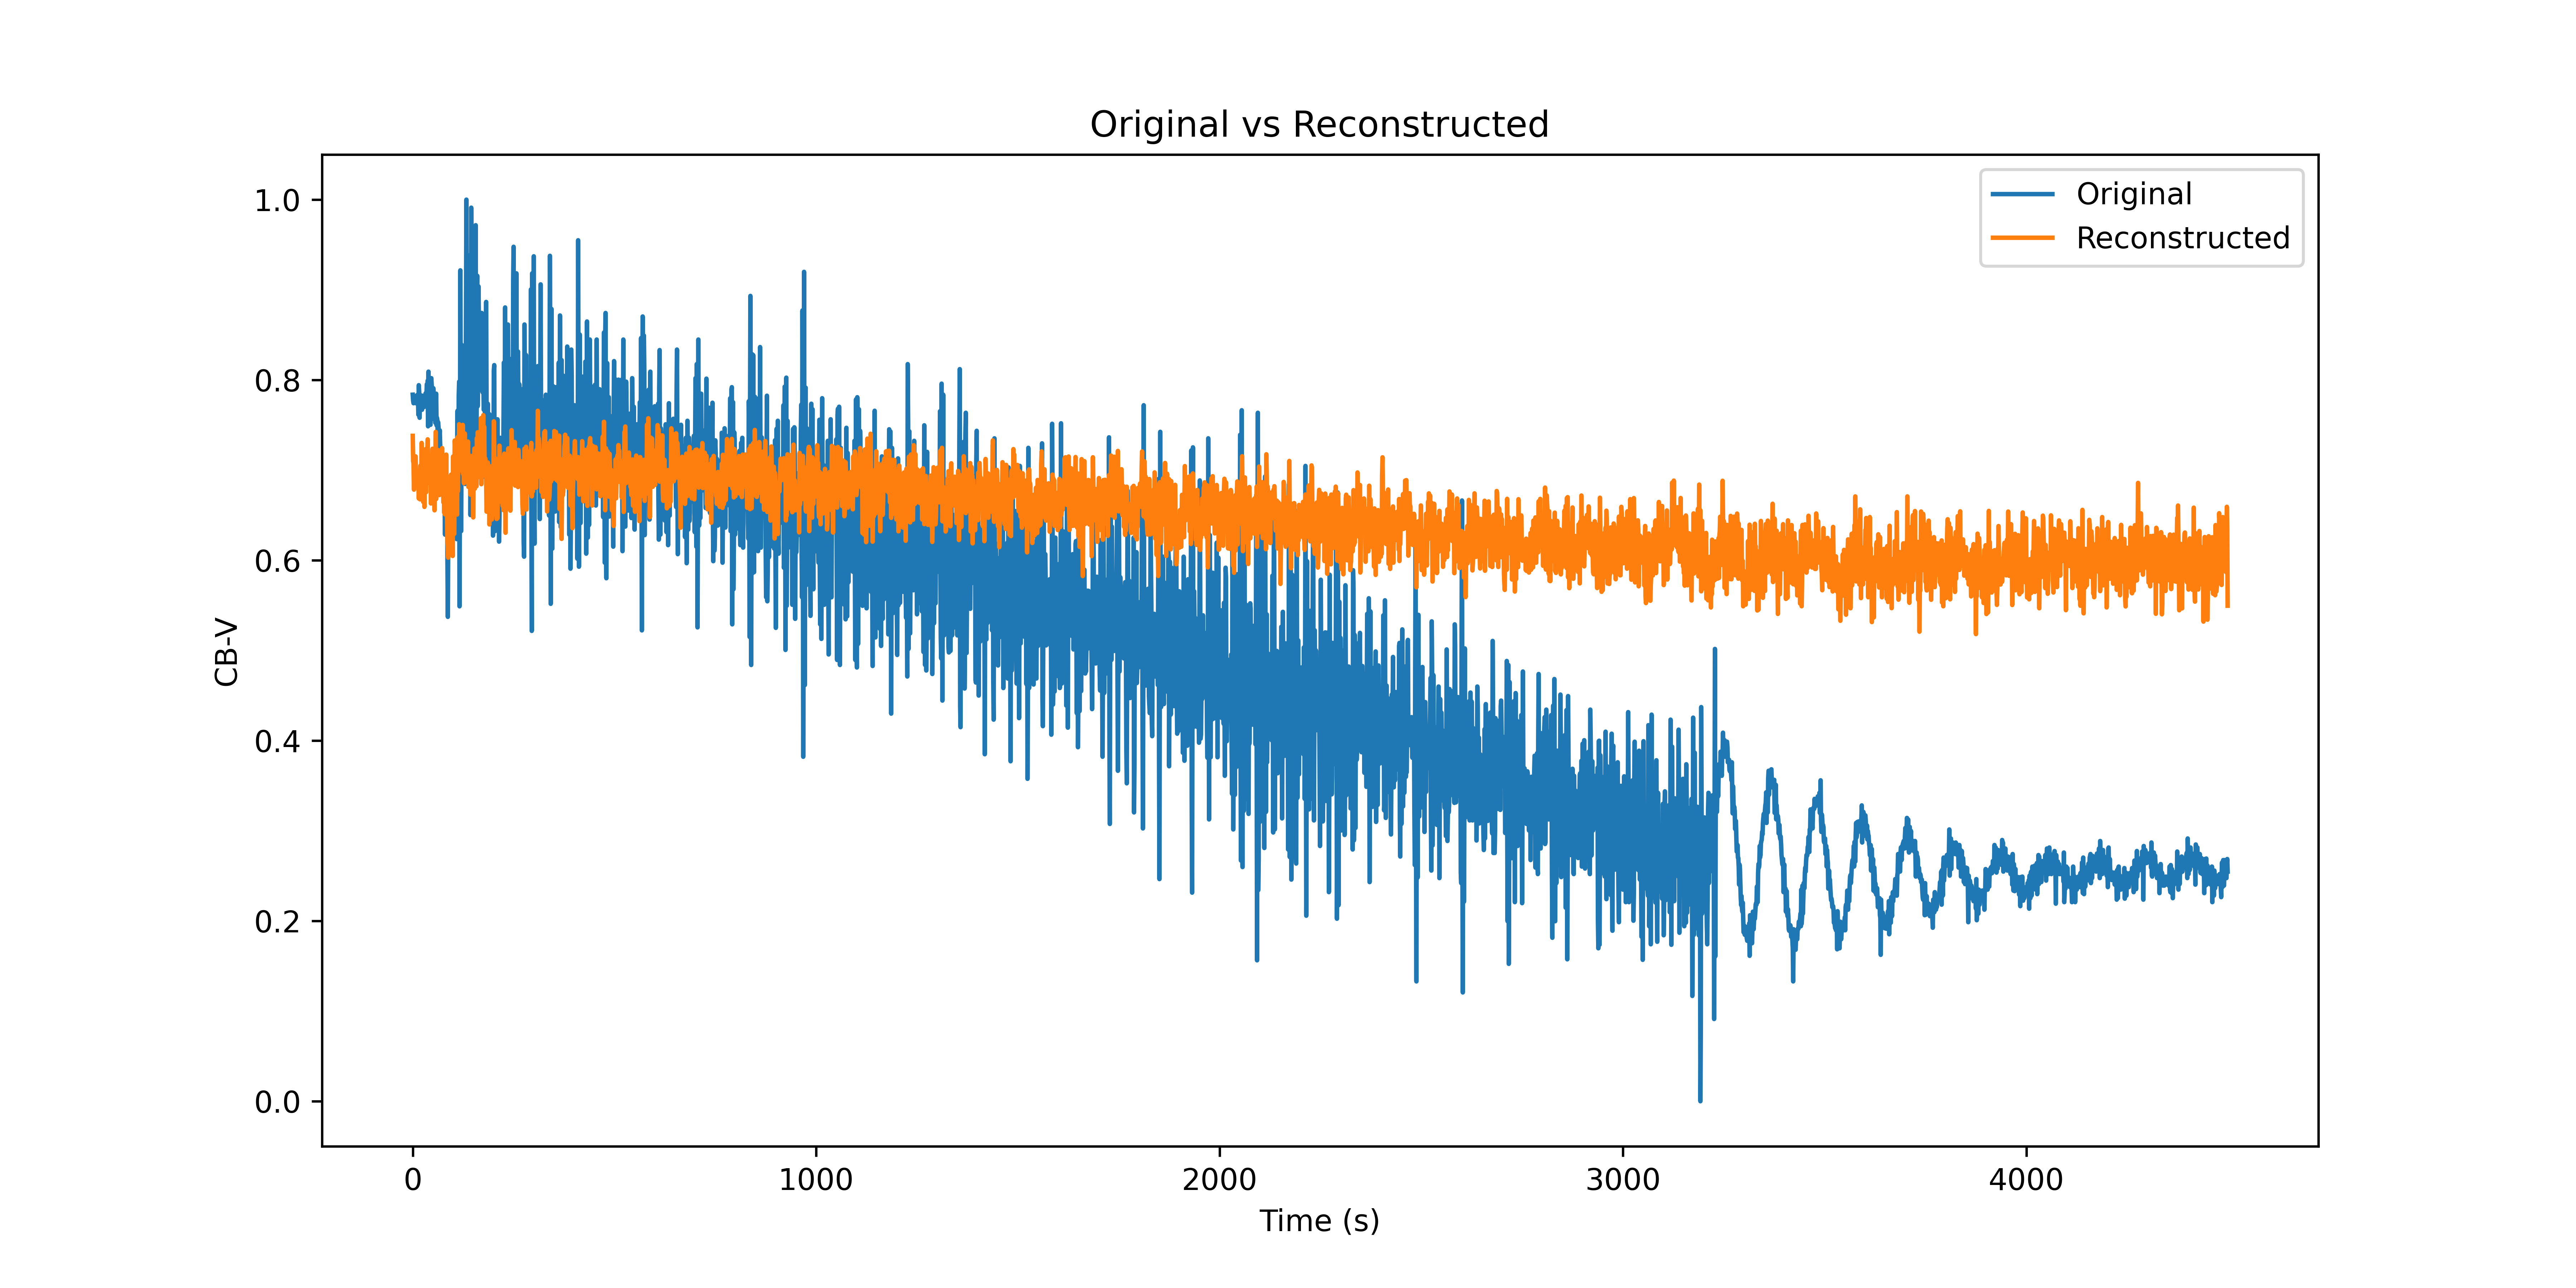 Original vs Reconstructed
Original
Reconstructed
1.0
0.8
0.6
0.4
0.2
0.0
CB-V
0 1000 2000 3000 4000
Time (s)